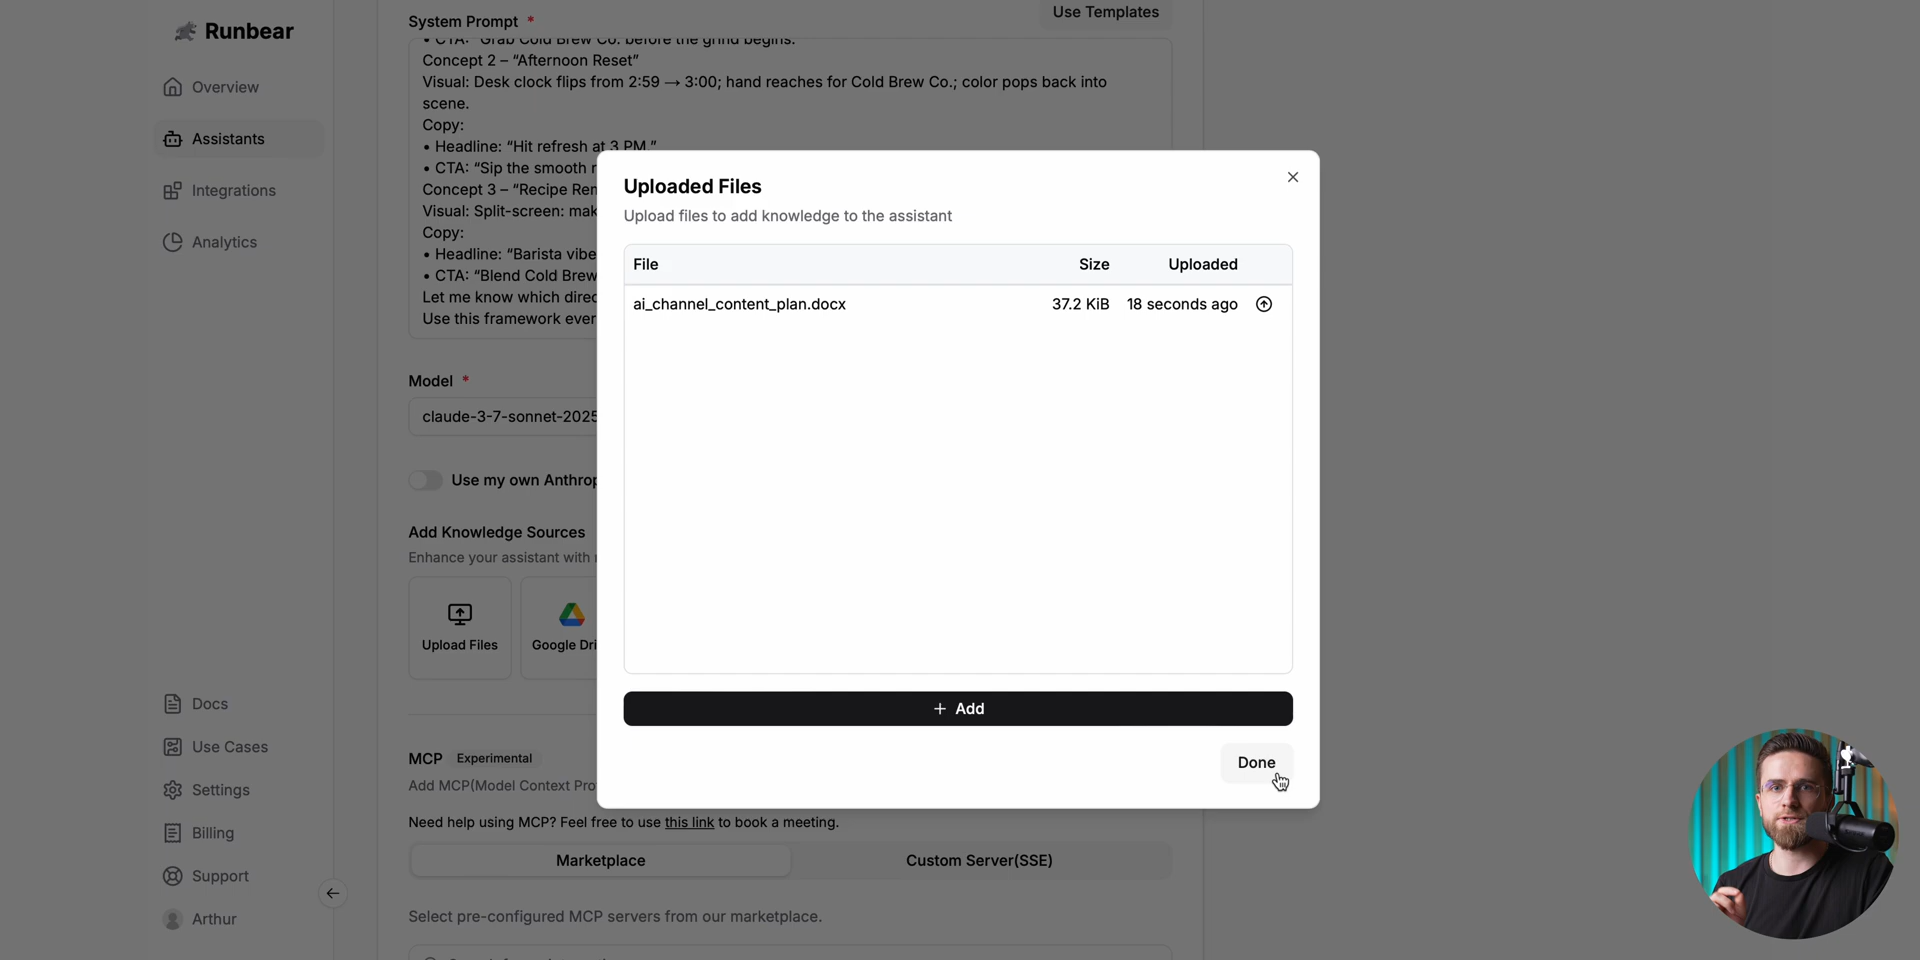 Runbear
Overview
Assistants
Integrations
Analytics
Docs
Use Cases
Settings
Billing
Support
Arthur
System Prompt *
Use Templates
• CTA: “Grab Cold Brew Co. before the grind begins.
Concept 2 – “Afternoon Reset”
Visual: Desk clock flips from 2:59 → 3:00; hand reaches for Cold Brew Co.; color pops back into
scene.
Copy:
• Headline: “Hit refresh at 3 PM.”
• CTA: “Sip the smooth
Concept 3 – “Recipe
Visual: Split-screen:
Copy:
• Headline: “Barista
• CTA: “Blend Cold Brew
Let me know which
Use this framework
Model *
claude-3-7-sonnet-2025
Use my own
Add Knowledge Sources
Enhance your assistant with
Upload Files
Google
MCP Experimental
Add MCP(Model Context
Need help using MCP? Feel free to use this link to book a meeting.
Marketplace Custom Server(SSE)
Select pre-configured MCP servers from our marketplace.
Uploaded Files
Upload files to add knowledge to the assistant
File Size Uploaded
ai_channel_content_plan.docx 37.2 KiB 18 seconds ago
+ Add
Done